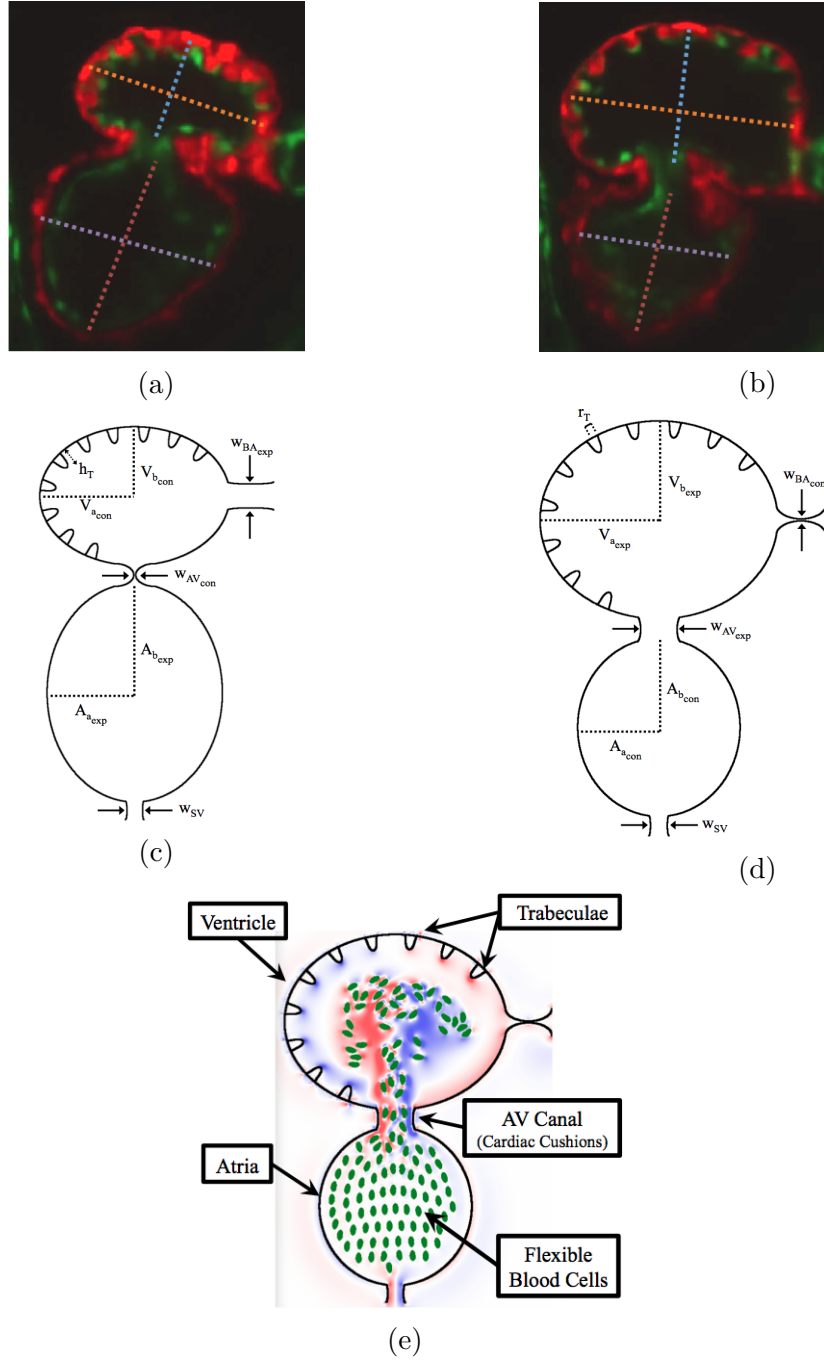 (a)
(b)
w_BA_exp
h_T
V_b_con
V_a_con
w_AV_con
A_b_exp
A_a_exp
w_SV
(c)
r_T
w_BA_con
V_b_exp
V_a_exp
w_AV_exp
A_b_con
A_a_con
w_SV
(d)
Ventricle
Trabeculae
AV Canal
(Cardiac Cushions)
Atria
Flexible
Blood Cells
(e)